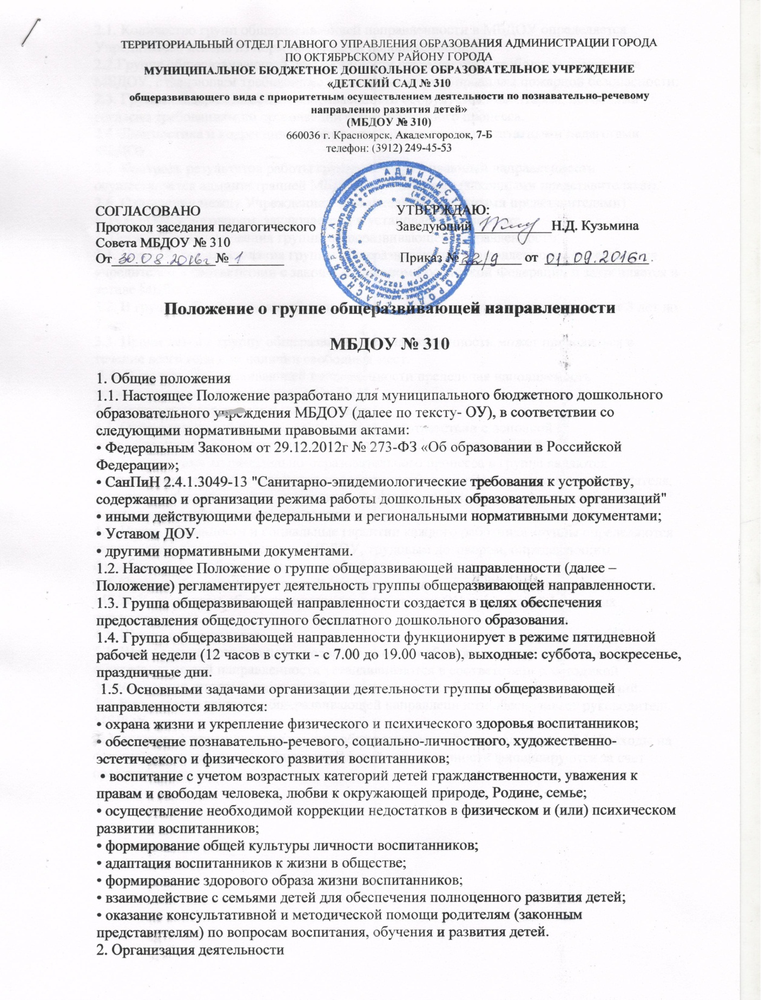 ТЕРРИТОРИАЛЬНЫЙ ОТДЕЛ ГЛАВНОГО УПРАВЛЕНИЯ ОБРАЗОВАНИЯ АДМИНИСТРАЦИИ ГОРОДА
ПО ОКТЯБРЬСКОМУ РАЙОНУ ГОРОДА
МУНИЦИПАЛЬНОЕ БЮДЖЕТНОЕ ДОШКОЛЬНОЕ ОБРАЗОВАТЕЛЬНОЕ УЧРЕЖДЕНИЕ
«ДЕТСКИЙ САД № 310
общеразвивающего вида с приоритетным осуществлением деятельности по познавательно-речевому
направлению развития детей»
(МБДОУ № 310)
660036 г. Красноярск, Академгородок, 7-Б
телефон: (3912) 249-45-53
СОГЛАСОВАНО
Протокол заседания педагогического
Совета МБДОУ № 310
От 30.08.2016г №1
УТВЕРЖДАЮ:
Заведующий Н.Д. Кузьмина
Приказ № 22/9 от 01.09.2016г.
Положение о группе общеразвивающей направленности
МБДОУ № 310
1. Общие положения
1.1. Настоящее Положение разработано для муниципального бюджетного дошкольного
образовательного учреждения МБДОУ (далее по тексту- ОУ), в соответствии со
следующими нормативными правовыми актами:
• Федеральным Законом от 29.12.2012г № 273-ФЗ «Об образовании в Российской
Федерации»;
• СанПиН 2.4.1.3049-13 "Санитарно-эпидемиологические требования к устройству,
содержанию и организации режима работы дошкольных образовательных организаций"
• иными действующими федеральными и региональными нормативными документами;
• Уставом ДОУ.
• другими нормативными документами.
1.2. Настоящее Положение о группе общеразвивающей направленности (далее –
Положение) регламентирует деятельность группы общеразвивающей направленности.
1.3. Группа общеразвивающей направленности создается в целях обеспечения
предоставления общедоступного бесплатного дошкольного образования.
1.4. Группа общеразвивающей направленности функционирует в режиме пятидневной
рабочей недели (12 часов в сутки - с 7.00 до 19.00 часов), выходные: суббота, воскресенье,
праздничные дни.
1.5. Основными задачами организации деятельности группы общеразвивающей
направленности являются:
• охрана жизни и укрепление физического и психического здоровья воспитанников;
• обеспечение познавательно-речевого, социально-личностного, художественно-
эстетического и физического развития воспитанников;
• воспитание с учетом возрастных категорий детей гражданственности, уважения к
правам и свободам человека, любви к окружающей природе, Родине, семье;
• осуществление необходимой коррекции недостатков в физическом и (или) психическом
развитии воспитанников;
• формирование общей культуры личности воспитанников;
• адаптация воспитанников к жизни в обществе;
• формирование здорового образа жизни воспитанников;
• взаимодействие с семьями детей для обеспечения полноценного развития детей;
• оказание консультативной и методической помощи родителям (законным
представителям) по вопросам воспитания, обучения и развития детей.
2. Организация деятельности